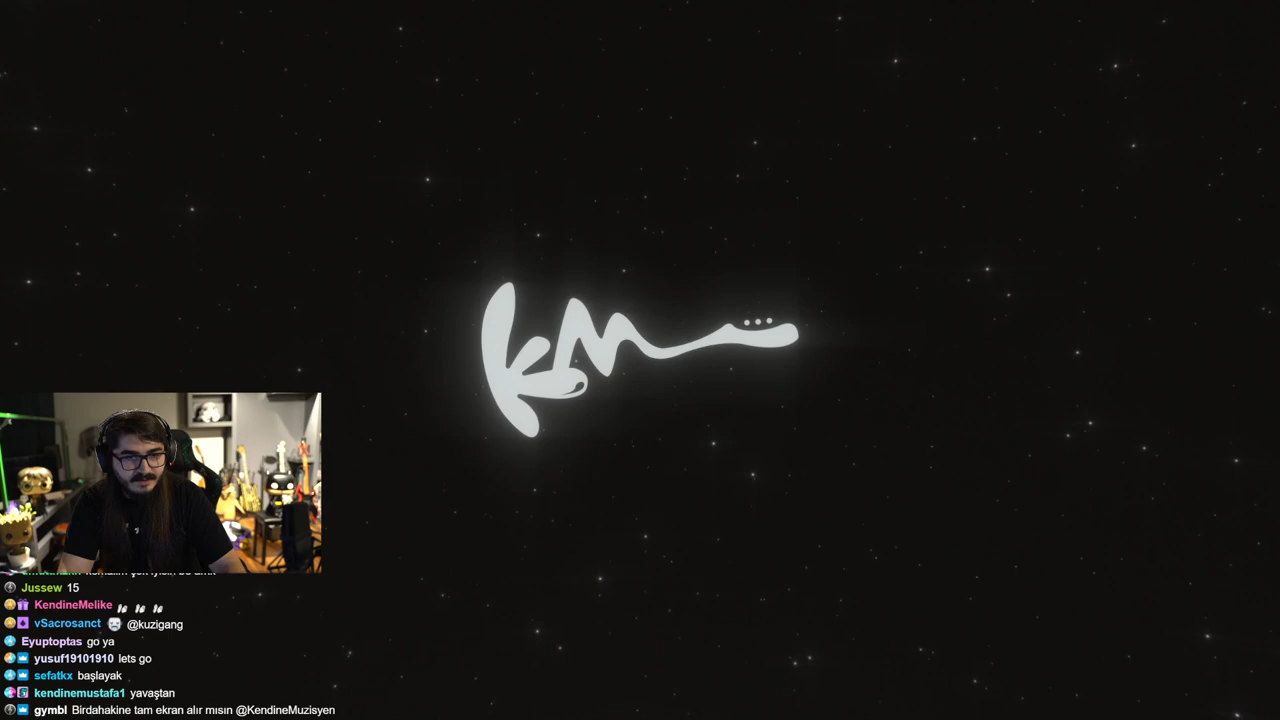 KM
Jussew 15
KendineMelike
vSacrosanct @kuzigang
Eyuptoptas go ya
yusuf19101910 lets go
sefatkx başlayak
kendinemustafa1 yavaştan
gymbl Birdahakine tam ekran alır mısın @KendineMuzisyen